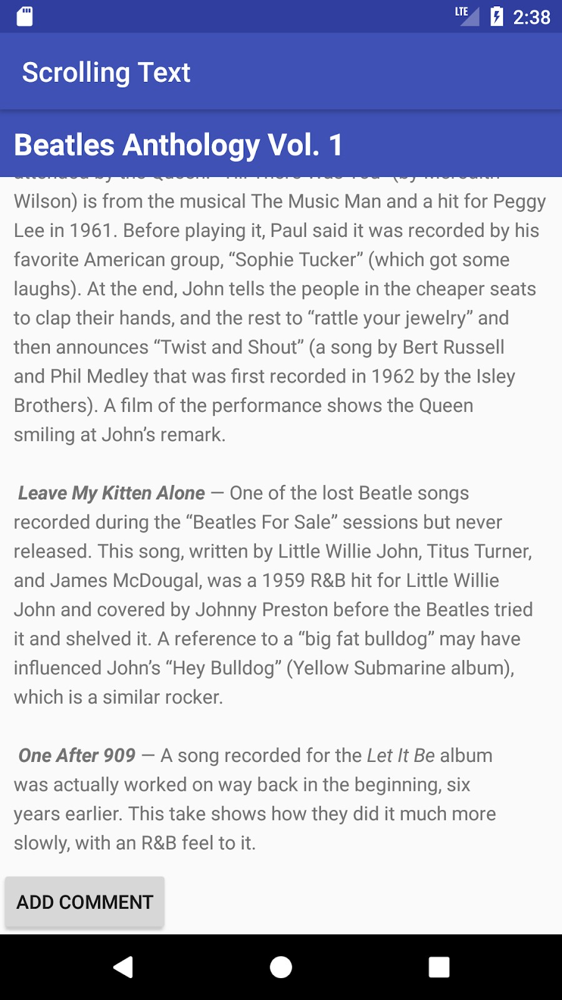 LTE 2:38
Scrolling Text
Beatles Anthology Vol. 1
attended by the Queen. “Till There Was You” (by Meredith
Wilson) is from the musical The Music Man and a hit for Peggy
Lee in 1961. Before playing it, Paul said it was recorded by his
favorite American group, “Sophie Tucker” (which got some
laughs). At the end, John tells the people in the cheaper seats
to clap their hands, and the rest to “rattle your jewelry” and
then announces “Twist and Shout” (a song by Bert Russell
and Phil Medley that was first recorded in 1962 by the Isley
Brothers). A film of the performance shows the Queen
smiling at John’s remark.
Leave My Kitten Alone — One of the lost Beatle songs
recorded during the “Beatles For Sale” sessions but never
released. This song, written by Little Willie John, Titus Turner,
and James McDougal, was a 1959 R&B hit for Little Willie
John and covered by Johnny Preston before the Beatles tried
it and shelved it. A reference to a “big fat bulldog” may have
influenced John’s “Hey Bulldog” (Yellow Submarine album),
which is a similar rocker.
One After 909 — A song recorded for the Let It Be album
was actually worked on way back in the beginning, six
years earlier. This take shows how they did it much more
slowly, with an R&B feel to it.
ADD COMMENT